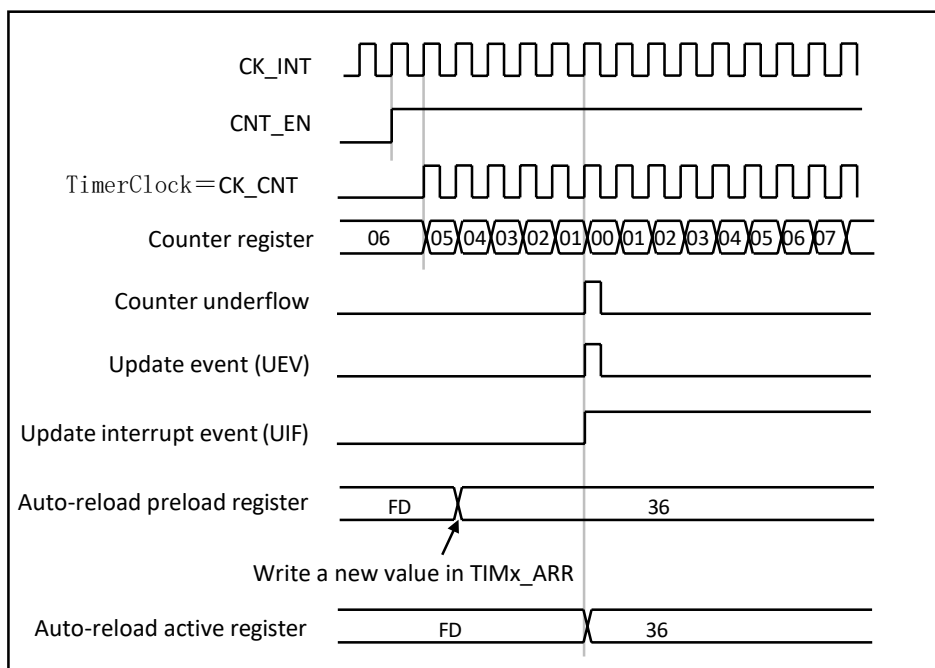 CK_INT
CNT_EN
TimerClock＝CK_CNT
Counter register 06 05 04 03 02 01 00 01 02 03 04 05 06 07
Counter underflow
Update event (UEV)
Update interrupt event (UIF)
Auto-reload preload register FD 36
Write a new value in TIMx_ARR
Auto-reload active register FD 36